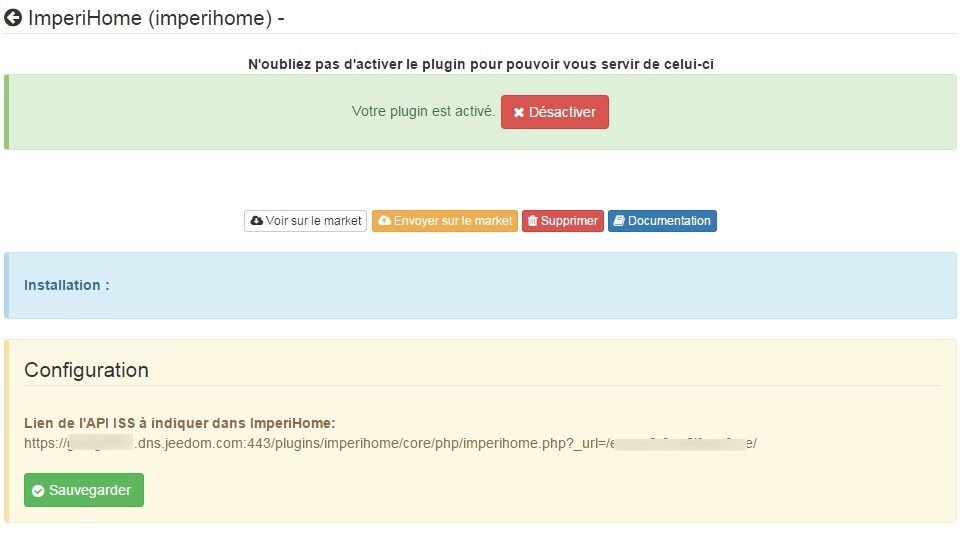 ImperiHome (imperihome) -
N'oubliez pas d'activer le plugin pour pouvoir vous servir de celui-ci
Votre plugin est activé. Désactiver
Voir sur le market Envoyer sur le market Supprimer Documentation
Installation :
Configuration
Lien de l'API ISS à indiquer dans ImperiHome:
https:// .dns.jeedom.com:443/plugins/imperihome/core/php/imperihome.php?_url=/ e/
Sauvegarder